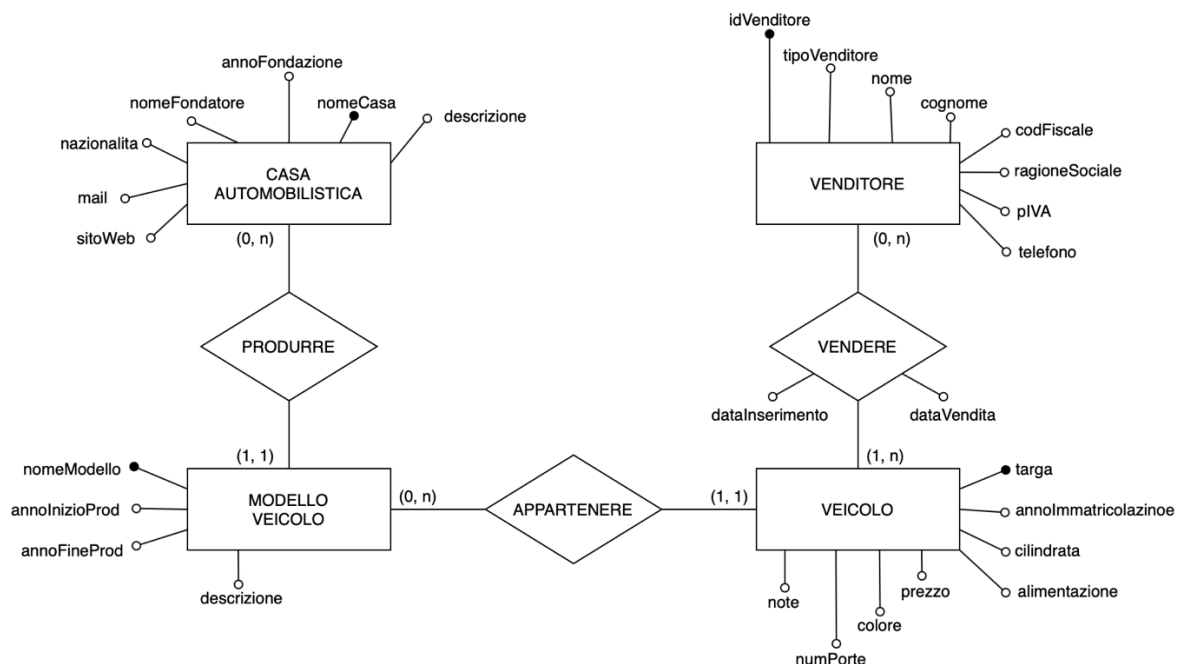 idVenditore
tipoVenditore
annoFondazione
nome
nomeFondatore
nomeCasa
cognome
descrizione
codFiscale
nazionalita
CASA
AUTOMOBILISTICA
VENDITORE
ragioneSociale
mail
pIVA
sitoWeb
(0, n)
(0, n)
telefono
PRODURRE
VENDERE
dataInserimento
dataVendita
(1, 1)
(1, n)
nomeModello
targa
MODELLO
VEICOLO
(0, n)
APPARTENERE
(1, 1)
VEICOLO
annoInizioProd
annoImmatricolazinoe
annoFineProd
cilindrata
descrizione
note
prezzo
alimentazione
colore
numPorte